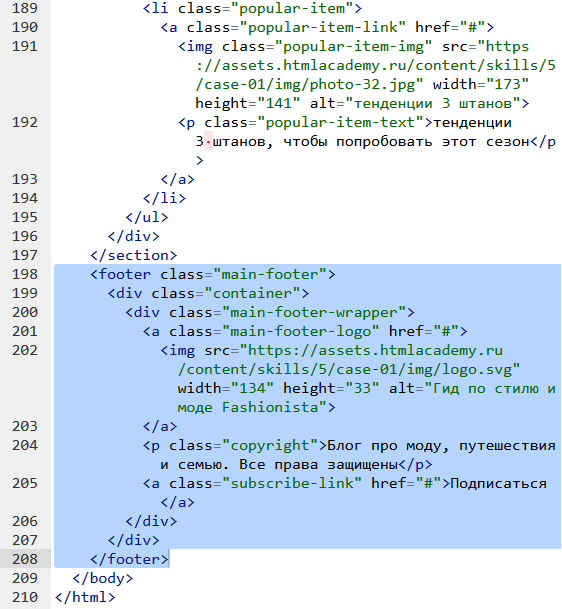 189 <li class="popular-item">
190 <a class="popular-item-link" href="#">
191 <img class="popular-item-img" src="https
://assets.htmlacademy.ru/content/skills/5
/case-01/img/photo-32.jpg" width="173"
height="141" alt="тенденции 3 штанов">
192 <p class="popular-item-text">тенденции
3·штанов, чтобы попробовать этот сезон</p
>
193 </a>
194 </li>
195 </ul>
196 </div>
197 </section>
198 <footer class="main-footer">
199 <div class="container">
200 <div class="main-footer-wrapper">
201 <a class="main-footer-logo" href="#">
202 <img src="https://assets.htmlacademy.ru
/content/skills/5/case-01/img/logo.svg"
width="134" height="33" alt="Гид по стилю и
моде Fashionista">
203 </a>
204 <p class="copyright">Блог про моду, путешествия
и семью. Все права защищены</p>
205 <a class="subscribe-link" href="#">Подписаться
</a>
206 </div>
207 </div>
208 </footer>
209 </body>
210 </html>